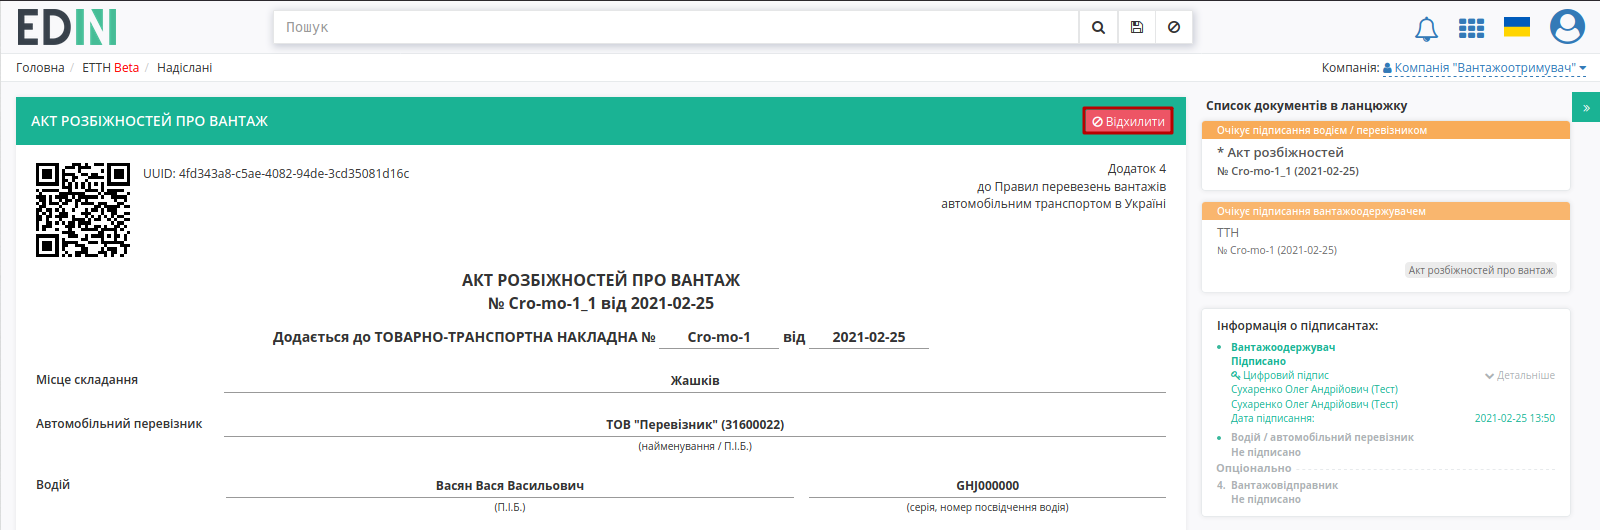 EDIN
Пошук
Головна / ЕТТН Beta / Надіслані
Компанія: Компанія "Вантажоотримувач"
АКТ РОЗБІЖНОСТЕЙ ПРО ВАНТАЖ
Відхилити
UUID: 4fd343a8-c5ae-4082-94de-3cd35081d16c
Додаток 4
до Правил перевезень вантажів
автомобільним транспортом в Україні
АКТ РОЗБІЖНОСТЕЙ ПРО ВАНТАЖ
№ Cro-mo-1_1 від 2021-02-25
Додається до ТОВАРНО-ТРАНСПОРТНА НАКЛАДНА № Cro-mo-1 від 2021-02-25
Місце складання Жашків
Автомобільний перевізник ТОВ "Перевізник" (31600022)
(найменування / П.І.Б.)
Водій Васян Вася Васильович GHJ000000
(П.І.Б.) (серія, номер посвідчення водія)
Список документів в ланцюжку
»
Очікує підписання водієм / перевізником
* Акт розбіжностей
№ Cro-mo-1_1 (2021-02-25)
Очікує підписання вантажоодержувачем
ТТН
№ Cro-mo-1 (2021-02-25)
Акт розбіжностей про вантаж
Інформація о підписантах:
Вантажоодержувач
Підписано
Цифровий підпис Детальніше
Сухаренко Олег Андрійович (Тест)
Сухаренко Олег Андрійович (Тест)
Дата підписання: 2021-02-25 13:50
Водій / автомобільний перевізник
Не підписано
Опціонально
4. Вантажовідправник
Не підписано